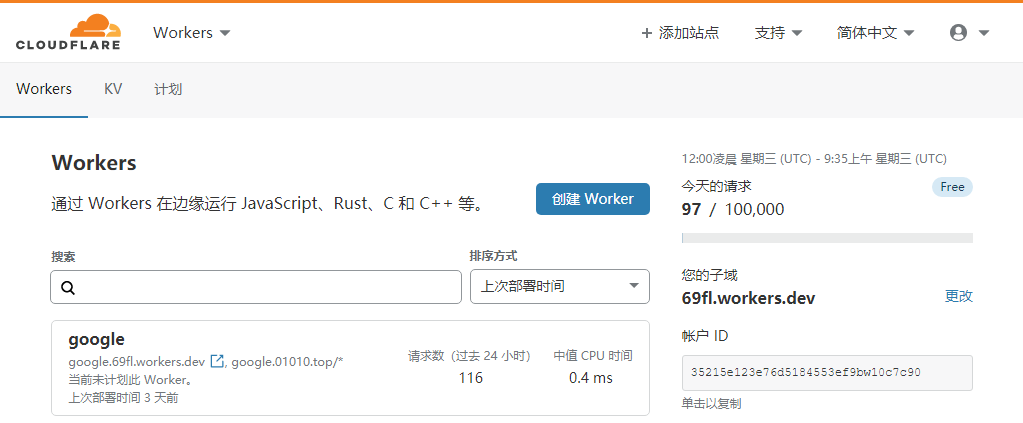 CLOUDFLARE
Workers
+ 添加站点
支持
简体中文
Workers
KV
计划
Workers
通过 Workers 在边缘运行 JavaScript、Rust、C 和 C++ 等。
创建 Worker
搜索
排序方式
上次部署时间
google
google.69fl.workers.dev , google.01010.top/*
当前未计划此 Worker。
上次部署时间 3 天前
请求数（过去 24 小时）
116
中值 CPU 时间
0.4 ms
12:00凌晨 星期三 (UTC) - 9:35上午 星期三 (UTC)
今天的请求
Free
97 / 100,000
您的子域
69fl.workers.dev
更改
帐户 ID
35215e123e76d5184553ef9bw10c7c90
单击以复制